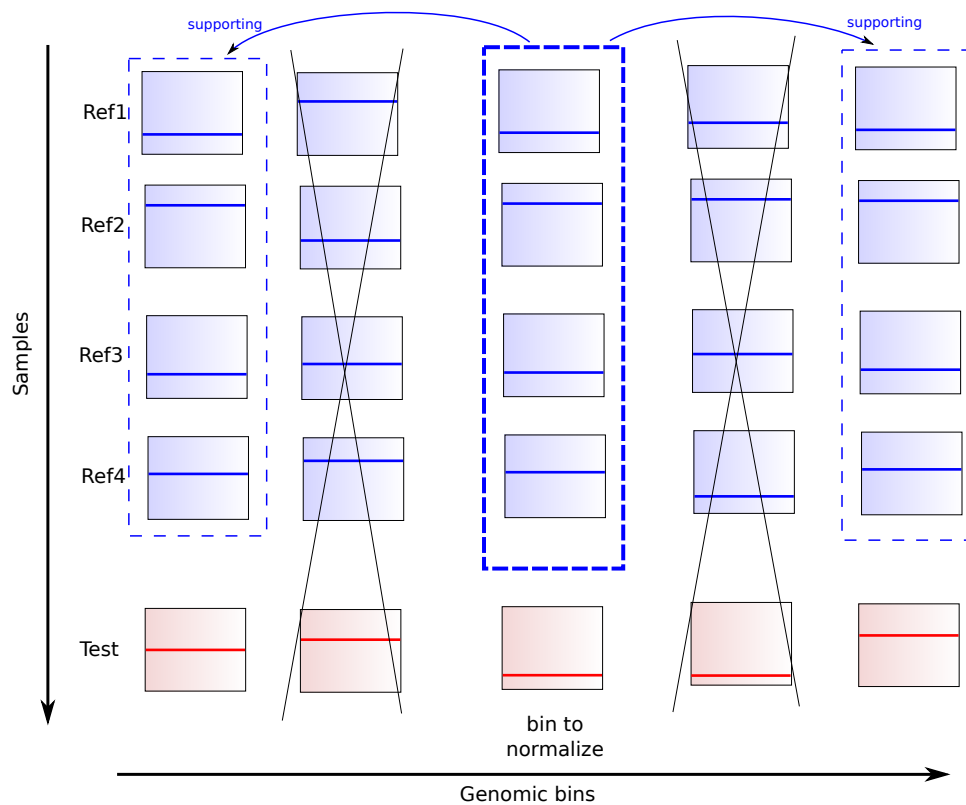 supporting
supporting
Ref1
Ref2
Ref3
Ref4
Test
Samples
bin to
normalize
Genomic bins